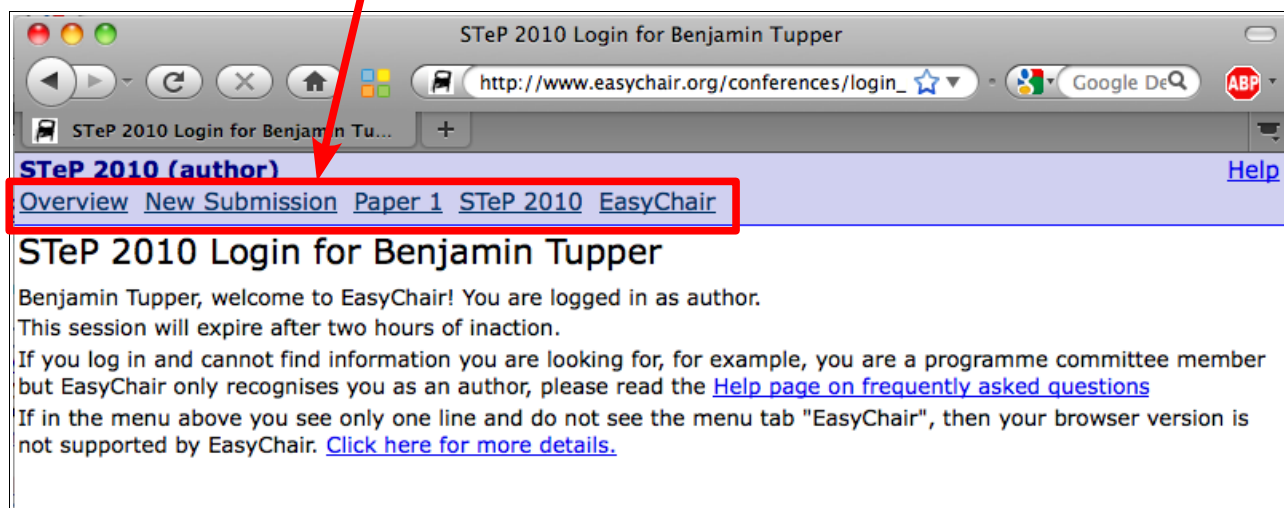 STeP 2010 Login for Benjamin Tupper
http://www.easychair.org/conferences/login_
Google De
ABP
STeP 2010 Login for Benjamin Tu...
+
STeP 2010 (author)
Help
Overview New Submission Paper 1 STeP 2010 EasyChair
STeP 2010 Login for Benjamin Tupper
Benjamin Tupper, welcome to EasyChair! You are logged in as author.
This session will expire after two hours of inaction.
If you log in and cannot find information you are looking for, for example, you are a programme committee member
but EasyChair only recognises you as an author, please read the Help page on frequently asked questions
If in the menu above you see only one line and do not see the menu tab "EasyChair", then your browser version is
not supported by EasyChair. Click here for more details.